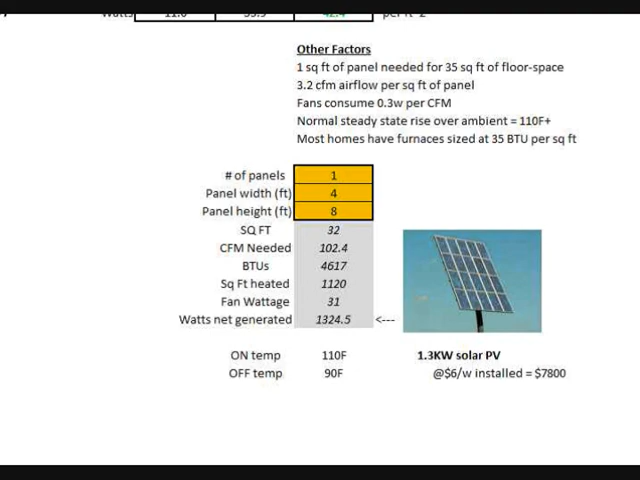 Other Factors
1 sq ft of panel needed for 35 sq ft of floor-space
3.2 cfm airflow per sq ft of panel
Fans consume 0.3w per CFM
Normal steady state rise over ambient = 110F+
Most homes have furnaces sized at 35 BTU per sq ft
# of panels 1
Panel width (ft) 4
Panel height (ft) 8
SQ FT 32
CFM Needed 102.4
BTUs 4617
Sq Ft heated 1120
Fan Wattage 31
Watts net generated 1324.5 <---
ON temp 110F 1.3KW solar PV
OFF temp 90F @$6/w installed = $7800